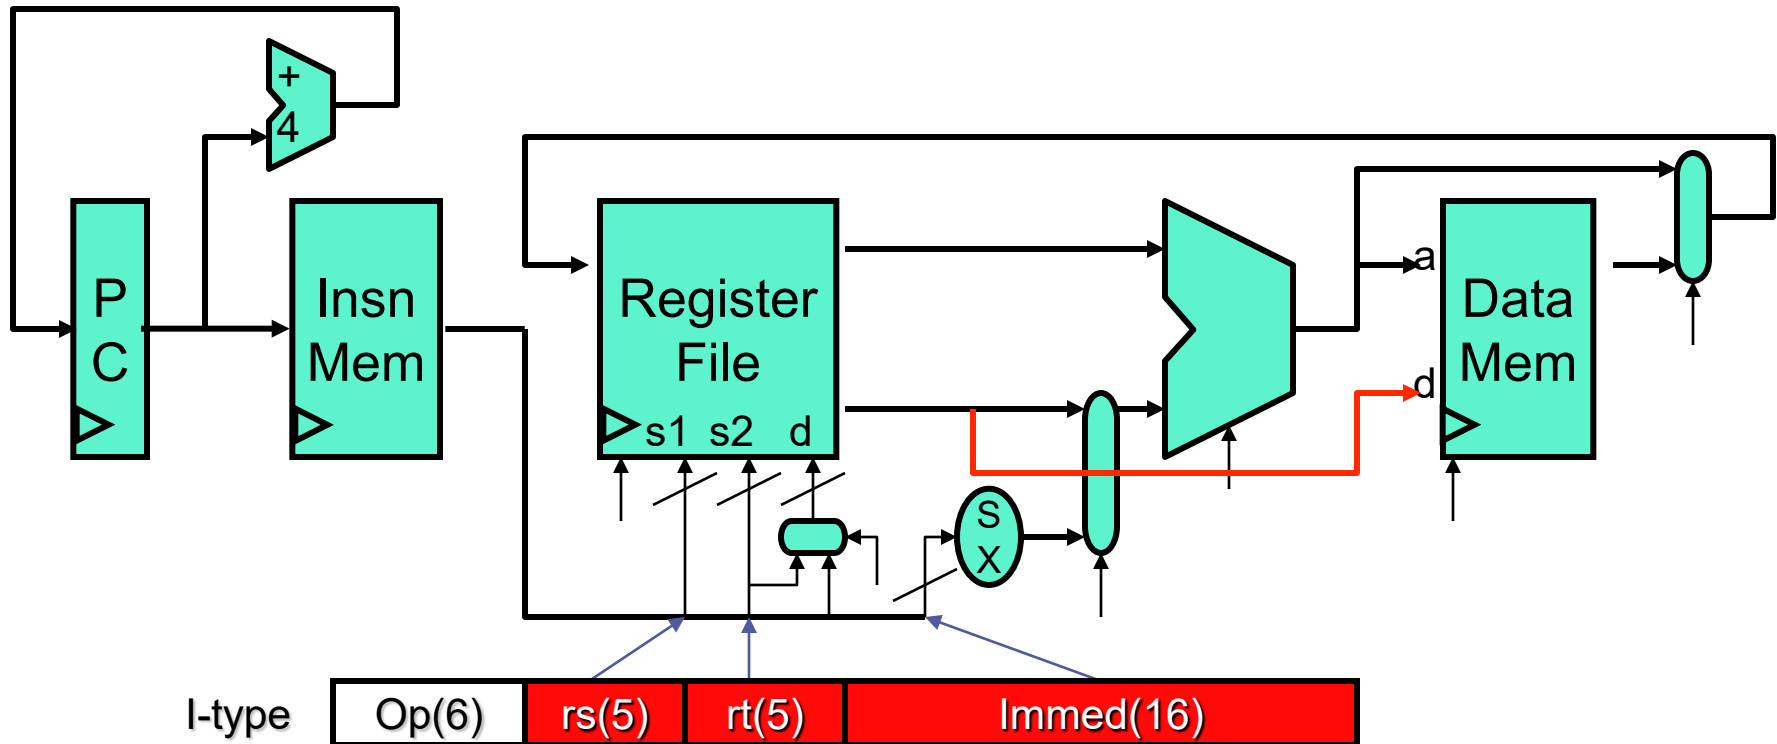 +
4
P
C
Insn
Mem
Register
File
s1 s2 d
S
X
a
d
Data
Mem
I-type Op(6) rs(5) rt(5) Immed(16)